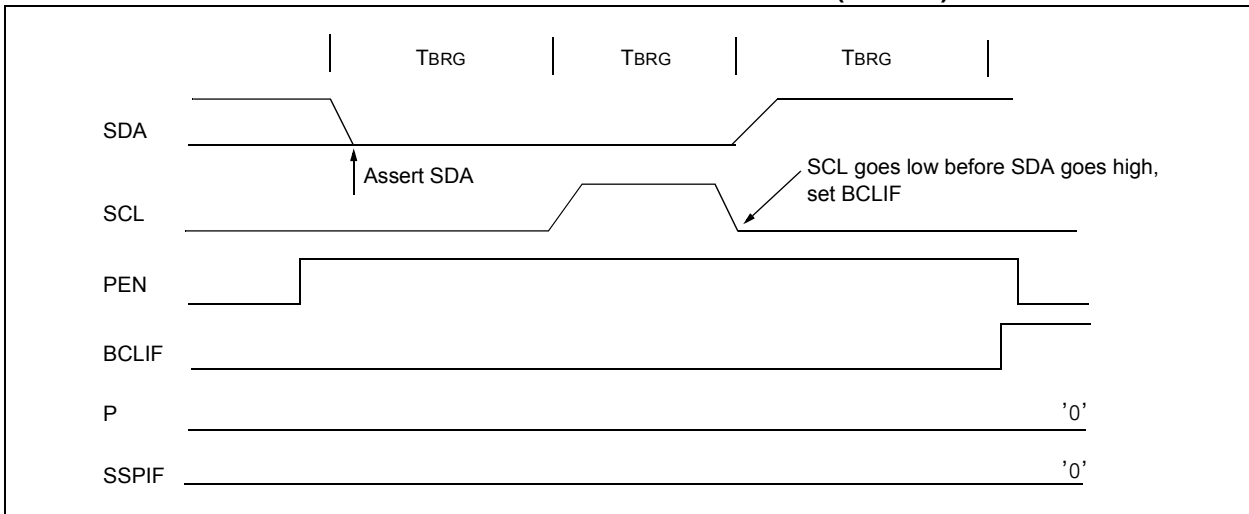 TBRG TBRG TBRG
SDA
Assert SDA
SCL goes low before SDA goes high,
set BCLIF
SCL
PEN
BCLIF
P
'0'
SSPIF
'0'